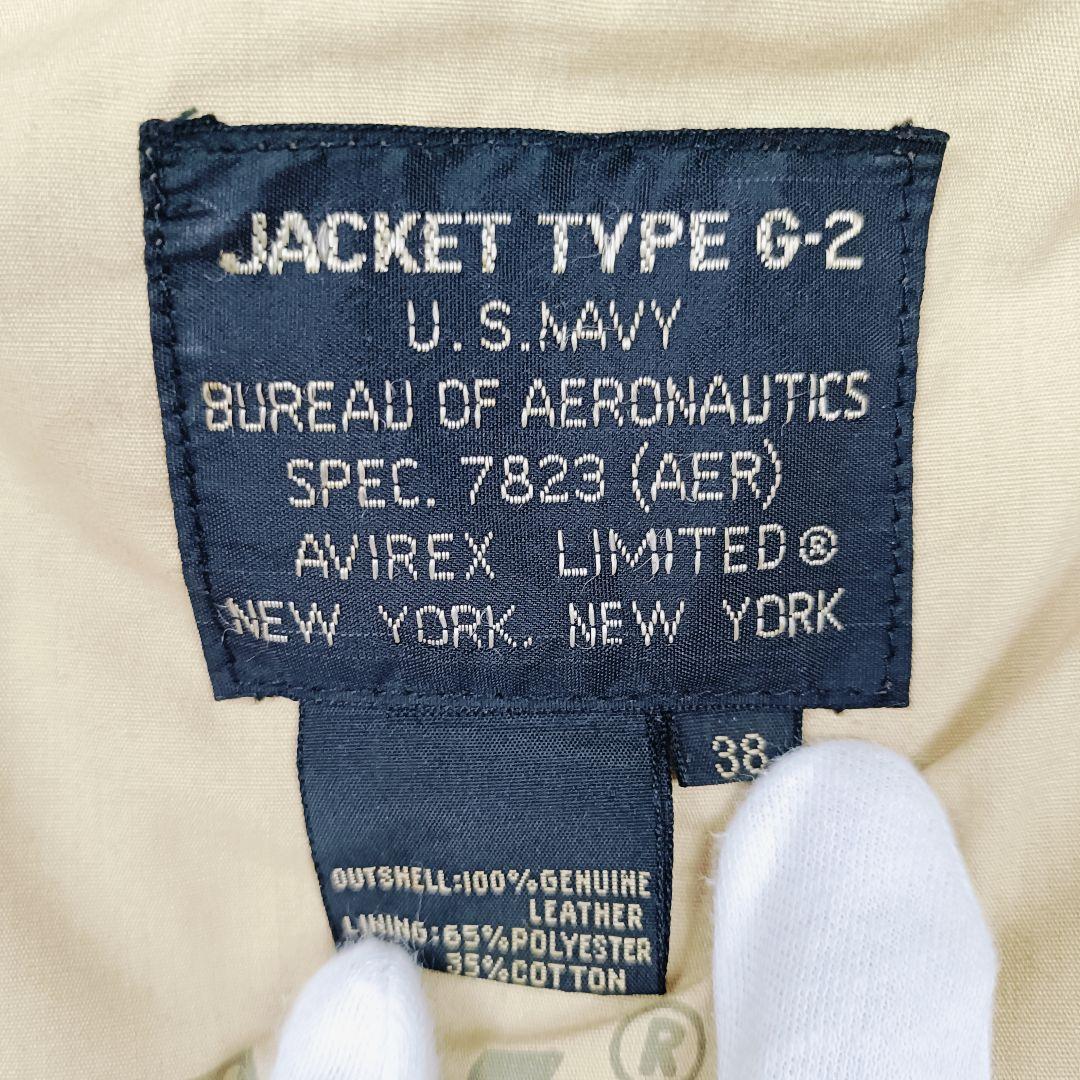 JACKET TYPE G-2
U.S.NAVY
BUREAU OF AERONAUTICS
SPEC. 7823 (AER)
AVIREX LIMITED®
NEW YORK, NEW YORK
38
OUTSHELL:100%GENUINE
LEATHER
LINING:65%POLYESTER
35%COTTON
®